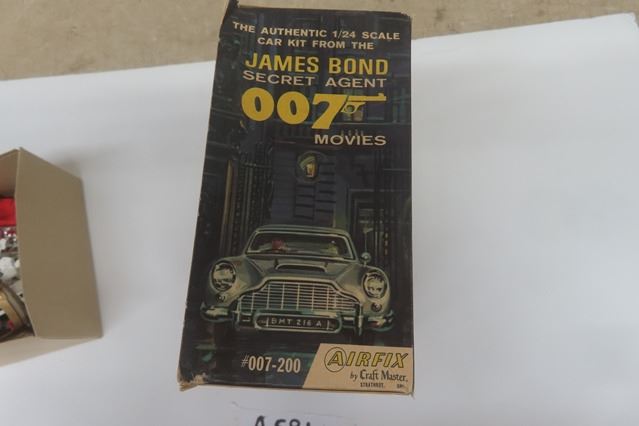 THE AUTHENTIC 1/24 SCALE
CAR KIT FROM THE
JAMES BOND
SECRET AGENT
007
MOVIES
BMT 216 A
#007-200
AIRFIX
by Craft Master,